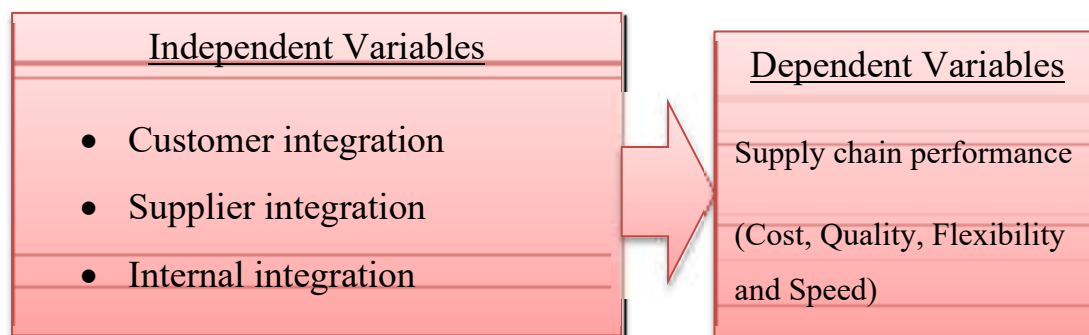 Independent Variables
• Customer integration
• Supplier integration
• Internal integration
Dependent Variables
Supply chain performance
(Cost, Quality, Flexibility
and Speed)